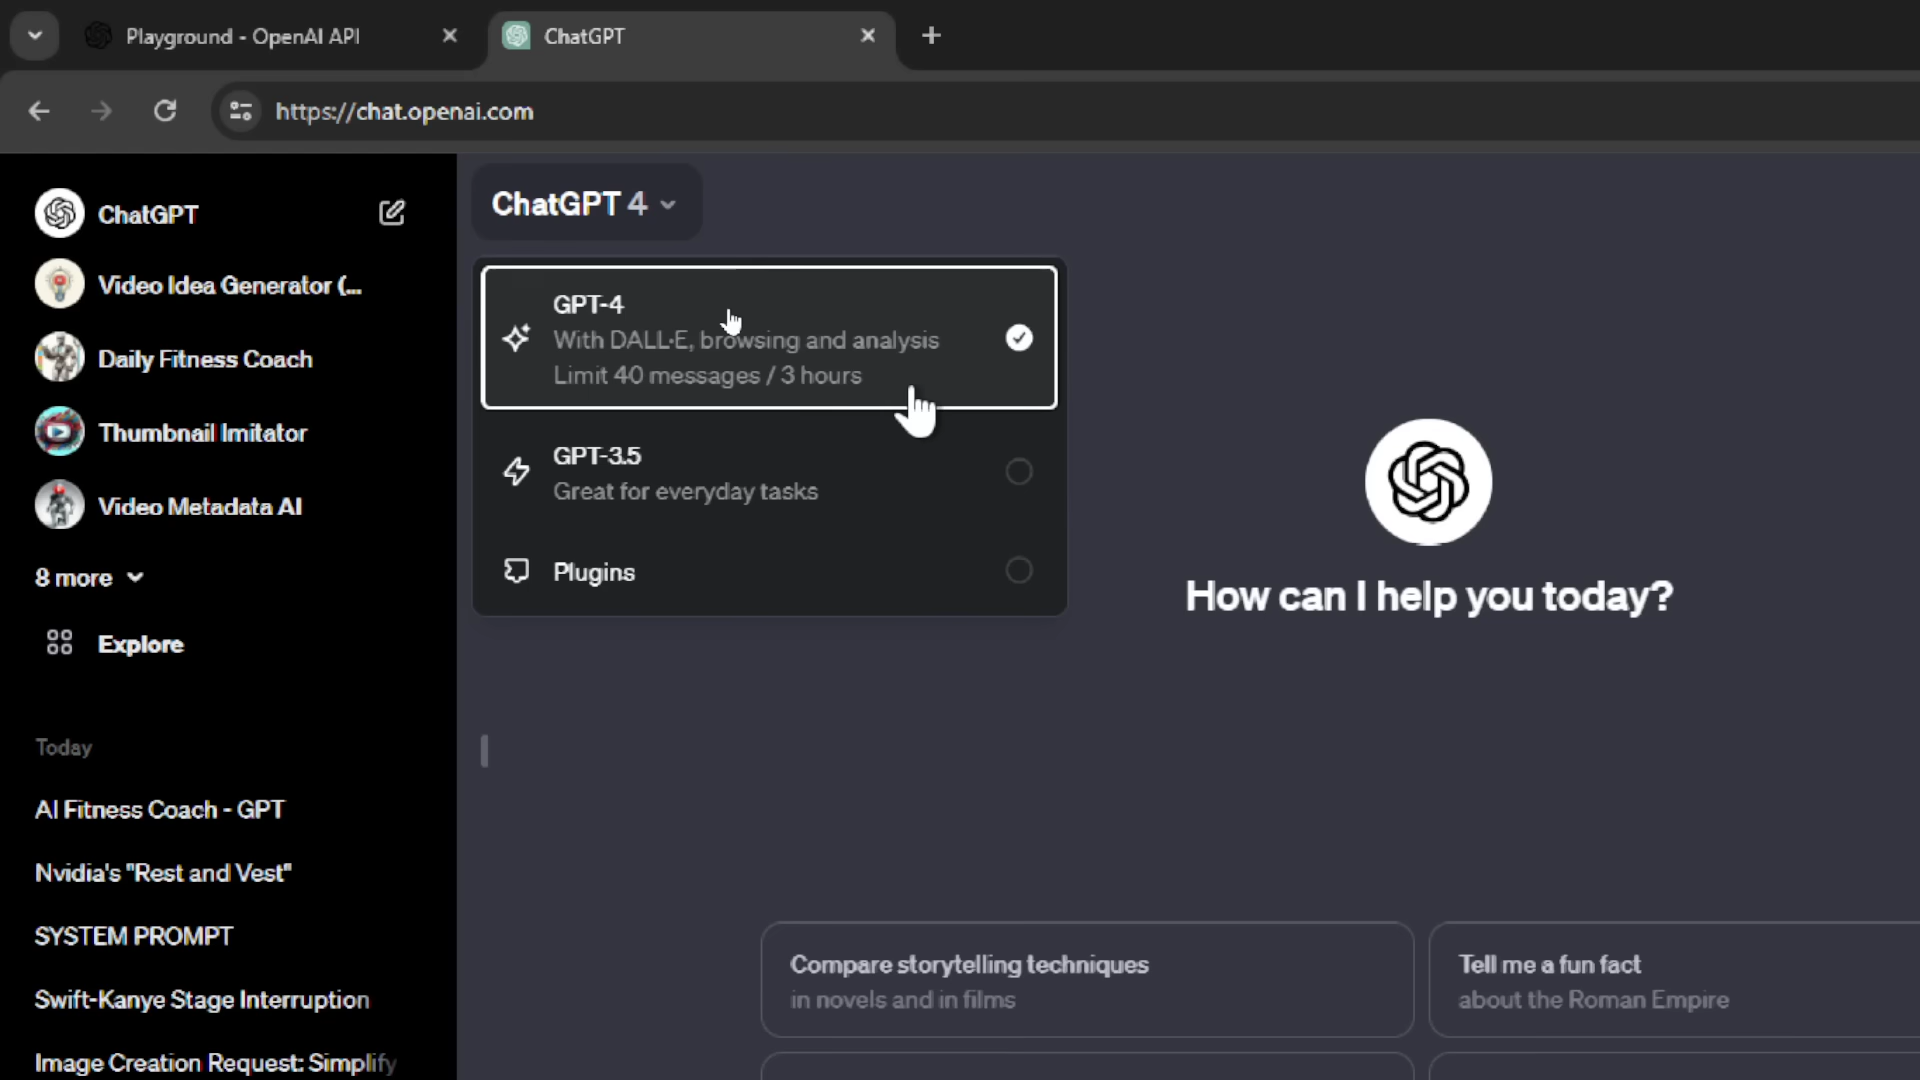 Playground - OpenAI API
ChatGPT
https://chat.openai.com
ChatGPT
Video Idea Generator (...
Daily Fitness Coach
Thumbnail Imitator
Video Metadata AI
8 more
Explore
Today
AI Fitness Coach - GPT
Nvidia's "Rest and Vest"
SYSTEM PROMPT
Swift-Kanye Stage Interruption
Image Creation Request: Simplify
ChatGPT 4
GPT-4
With DALL·E, browsing and analysis
Limit 40 messages / 3 hours
GPT-3.5
Great for everyday tasks
Plugins
How can I help you today?
Compare storytelling techniques
in novels and in films
Tell me a fun fact
about the Roman Empire